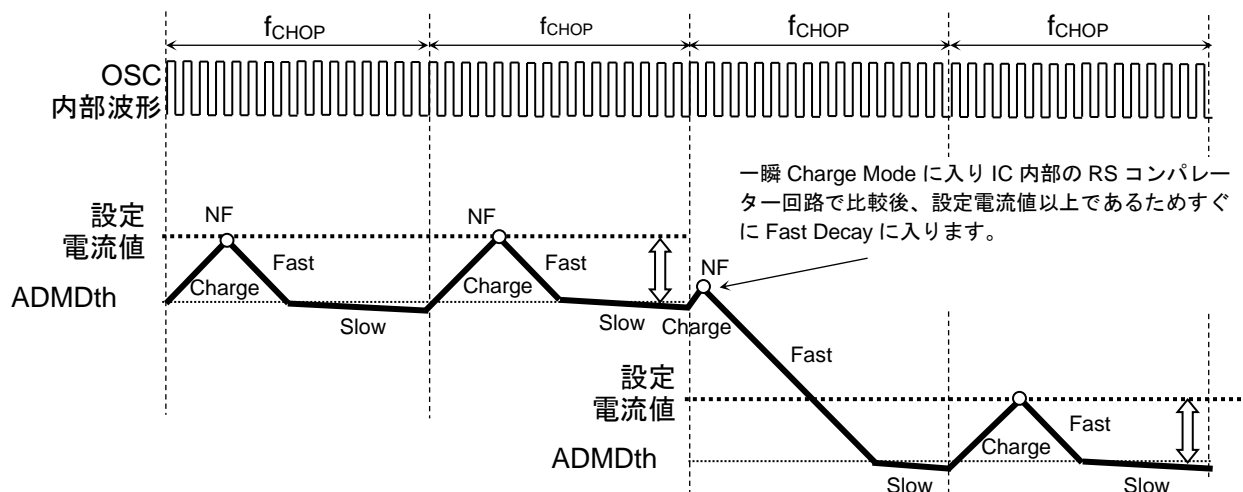 fCHOP
fCHOP
fCHOP
fCHOP
OSC
内部波形
一瞬 Charge Mode に入り IC 内部の RS コンパレー
ター回路で比較後、設定電流値以上であるためすぐ
に Fast Decay に入ります。
設定
電流値
NF
NF
NF
Fast
Fast
Charge
Charge
ADMDth
Slow
Slow
Charge
Fast
設定
電流値
Fast
Charge
ADMDth
Slow
Slow